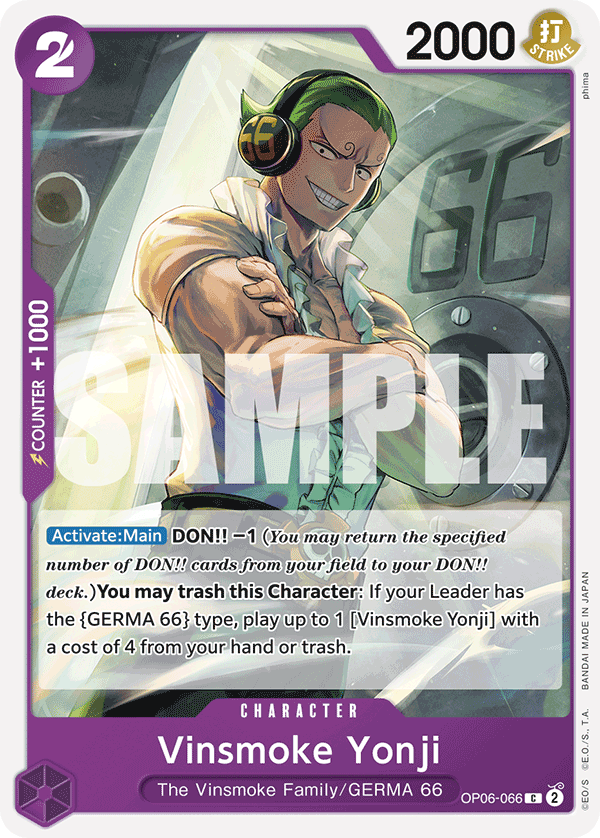 2
2000
打
STRIKE
phima
66
66
COUNTER +1000
SAMPLE
Activate:Main DON!! −1 (You may return the specified
number of DON!! cards from your field to your DON!!
deck.)You may trash this Character: If your Leader has
the {GERMA 66} type, play up to 1 [Vinsmoke Yonji] with
a cost of 4 from your hand or trash.
CHARACTER
Vinsmoke Yonji
The Vinsmoke Family/GERMA 66
OP06-066 C 2
©EO/S ©E.O./S., T.A. BANDAI MADE IN JAPAN